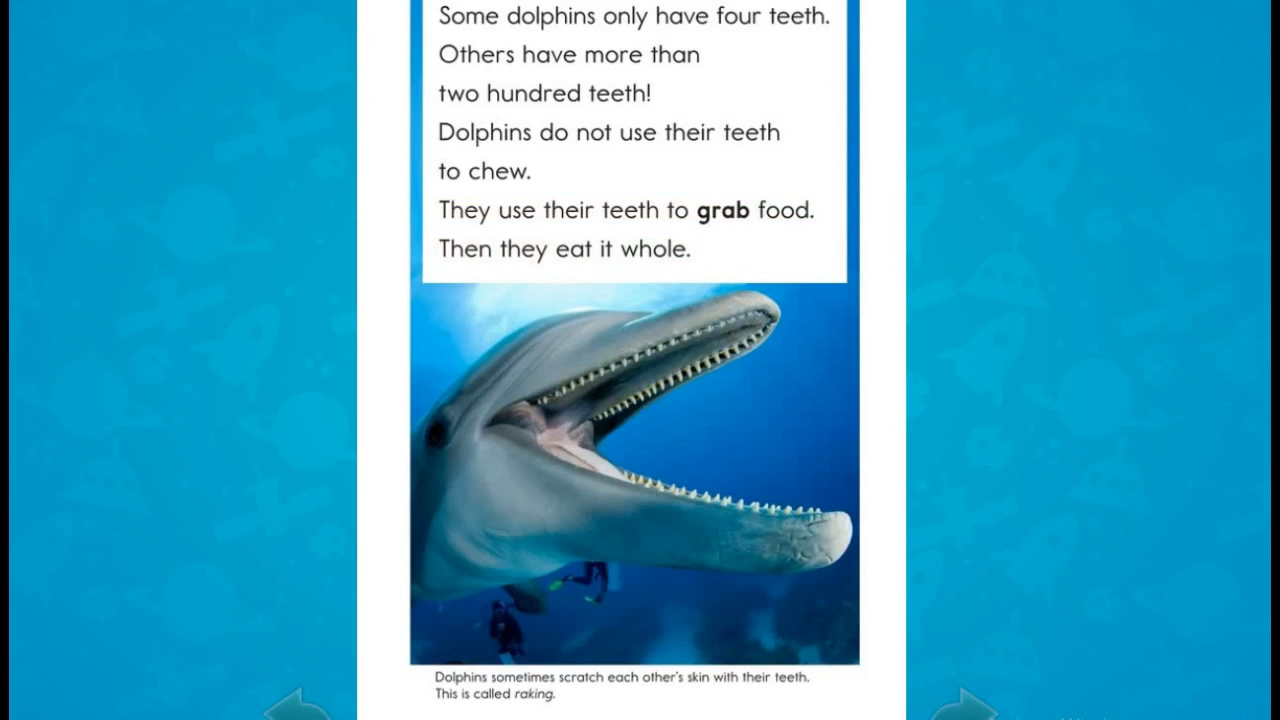 Some dolphins only have four teeth.
Others have more than
two hundred teeth!
Dolphins do not use their teeth
to chew.
They use their teeth to grab food.
Then they eat it whole.
Dolphins sometimes scratch each other's skin with their teeth.
This is called raking.